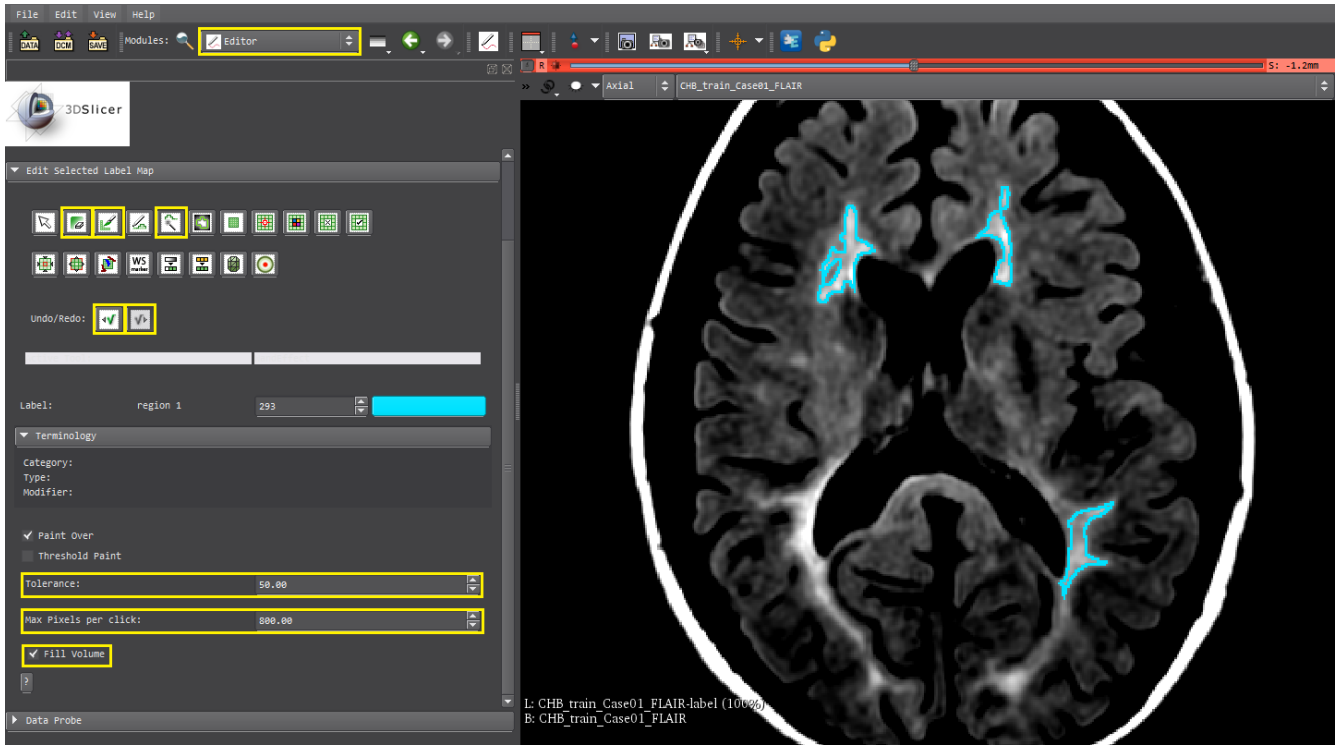 File Edit View Help
DATA DCM SAVE Modules: Editor
R S: -1.2mm
» Axial CHB_train_Case01_FLAIR
3DSlicer
Edit Selected Label Map
WS
marker
Undo/Redo:
Label: region 1 293
Terminology
Category:
Type:
Modifier:
Paint Over
Threshold Paint
Tolerance: 50.00
Max Pixels per click: 800.00
Fill Volume
?
L: CHB_train_Case01_FLAIR-label (100%)
B: CHB_train_Case01_FLAIR
Data Probe